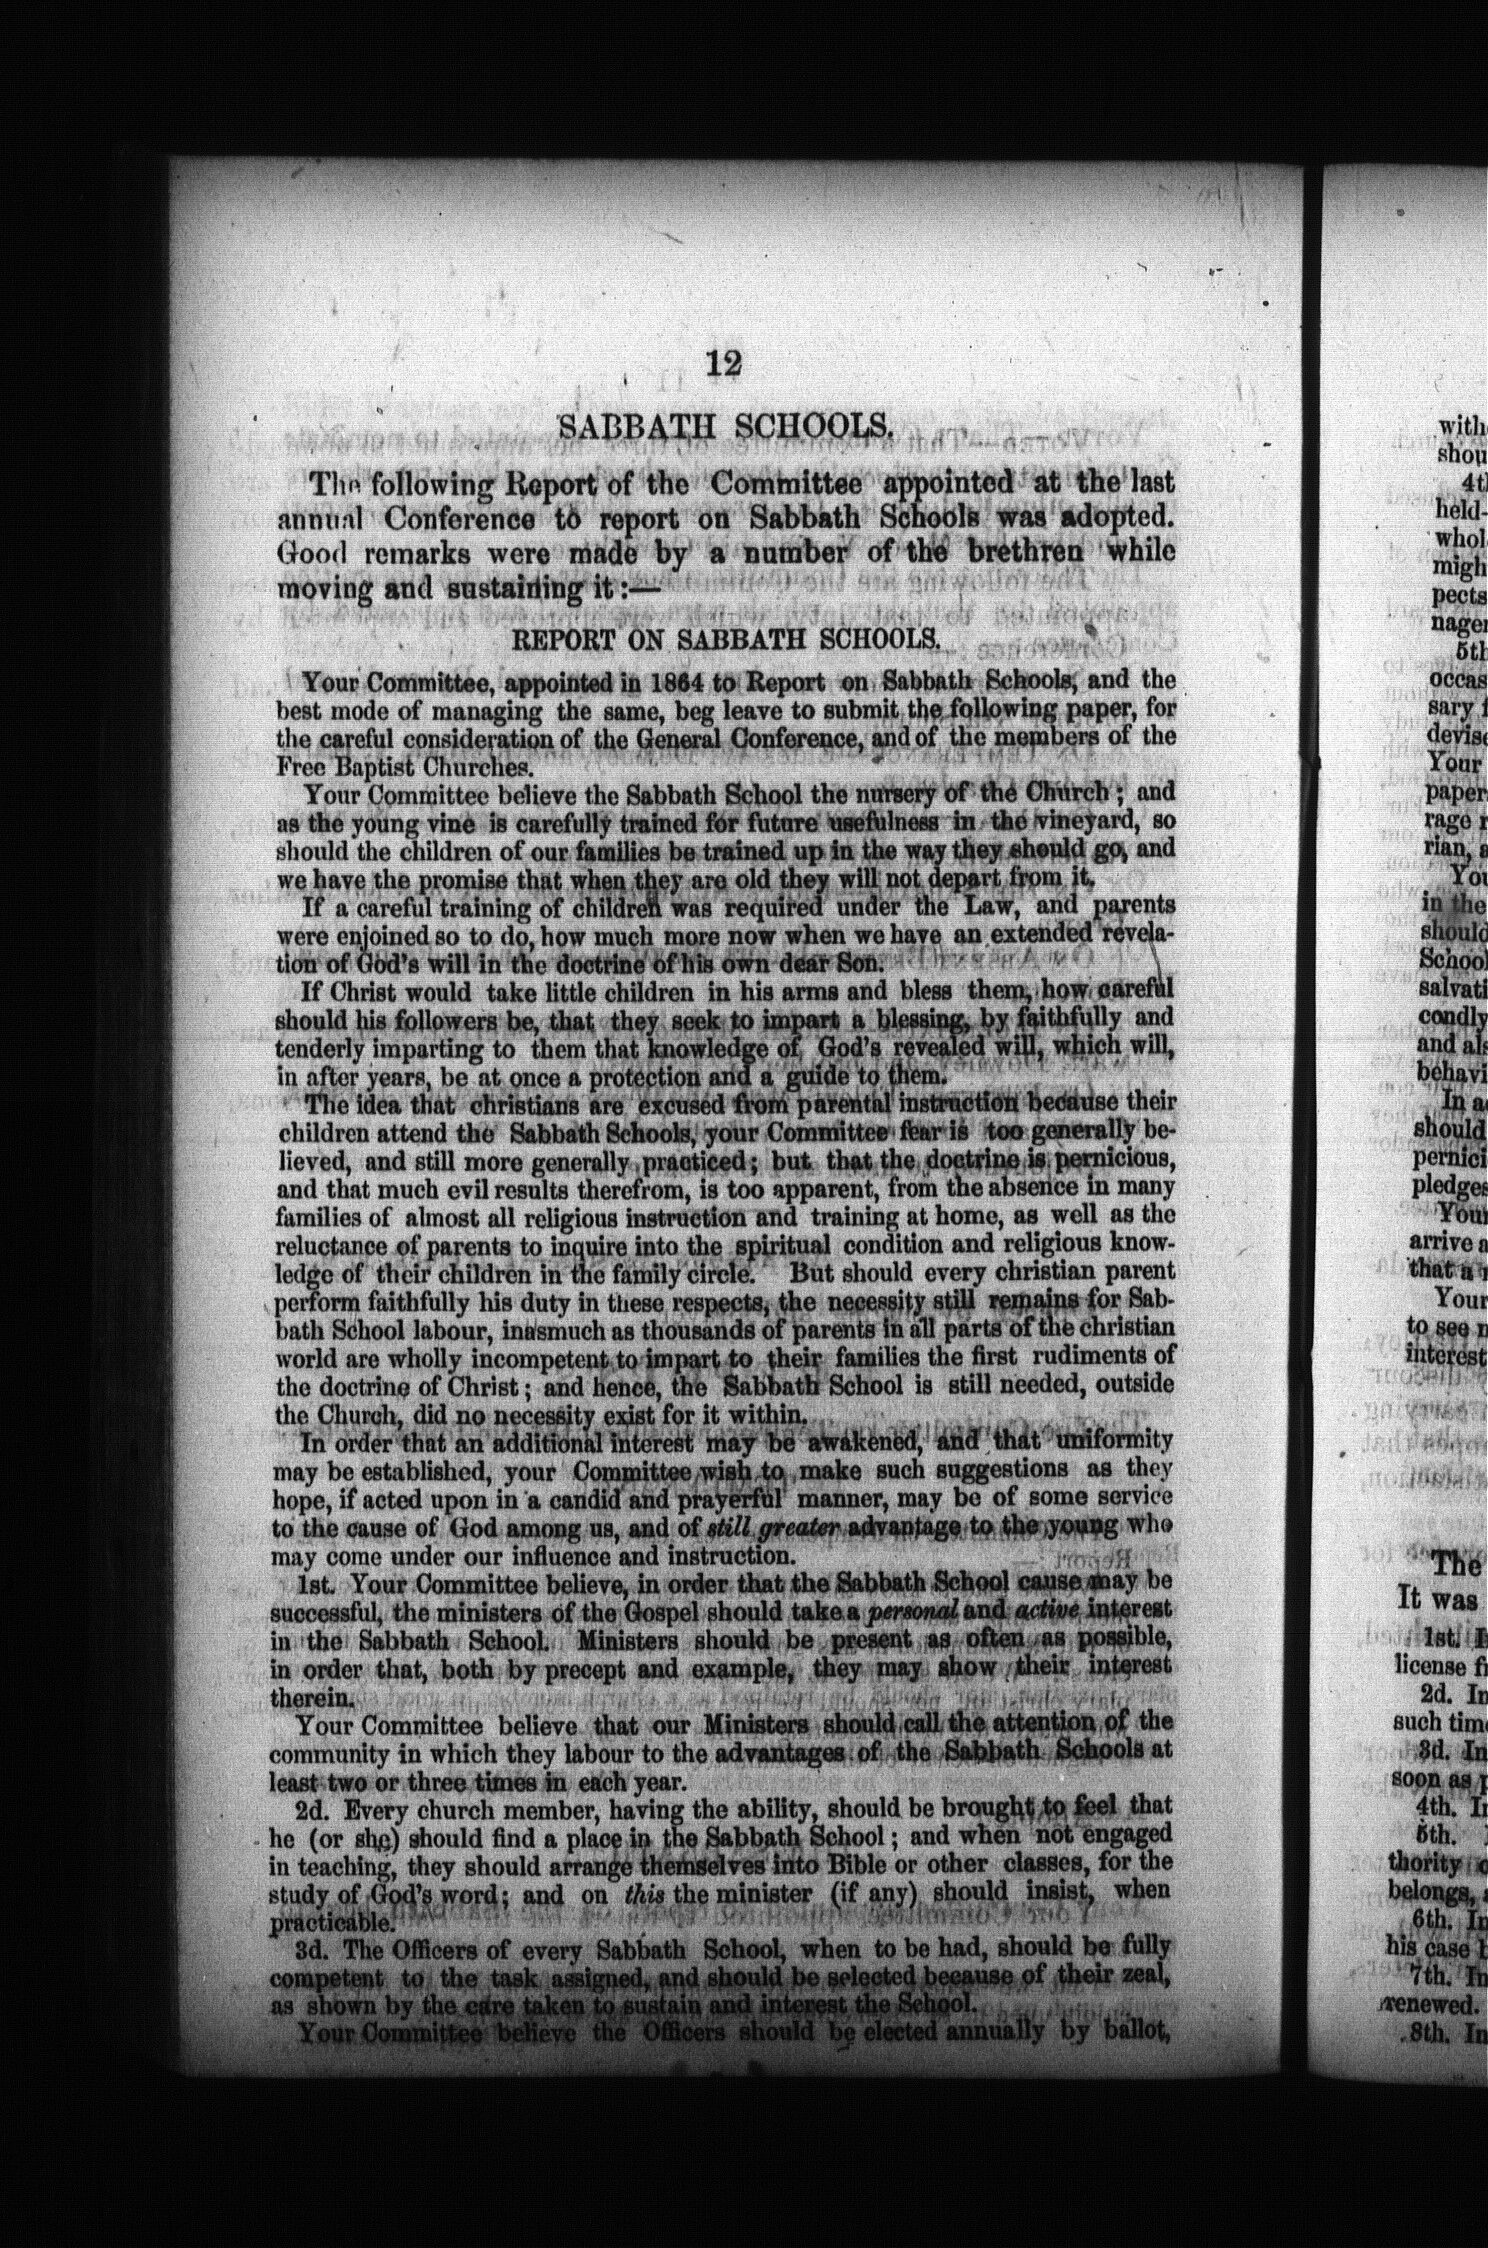 12
SABBATH SCHOOLS.
The following Report of the Committee appointed at the last
annual Conference to report on Sabbath Schools was adopted.
Good remarks were made by a number of the brethren while
moving and sustaining it :—
REPORT ON SABBATH SCHOOLS.
Your Committee, appointed in 1864 to Report on Sabbath Schools, and the
best mode of managing the same, beg leave to submit the following paper, for
the careful consideration of the General Conference, and of the members of the
Free Baptist Churches.
Your Committee believe the Sabbath School the nursery of the Church ; and
as the young vine is carefully trained for future usefulness in the vineyard, so
should the children of our families be trained up in the way they should go, and
we have the promise that when they are old they will not depart from it.
If a careful training of children was required under the Law, and parents
were enjoined so to do, how much more now when we have an extended revela-
tion of God's will in the doctrine of his own dear Son.
If Christ would take little children in his arms and bless them, how careful
should his followers be, that they seek to impart a blessing, by faithfully and
tenderly imparting to them that knowledge of God's revealed will, which will,
in after years, be at once a protection and a guide to them.
The idea that christians are excused from parental instruction because their
children attend the Sabbath Schools, your Committee fear is too generally be-
lieved, and still more generally practiced ; but that the doctrine is pernicious,
and that much evil results therefrom, is too apparent, from the absence in many
families of almost all religious instruction and training at home, as well as the
reluctance of parents to inquire into the spiritual condition and religious know-
ledge of their children in the family circle. But should every christian parent
perform faithfully his duty in these respects, the necessity still remains for Sab-
bath School labour, inasmuch as thousands of parents in all parts of the christian
world are wholly incompetent to impart to their families the first rudiments of
the doctrine of Christ ; and hence, the Sabbath School is still needed, outside
the Church, did no necessity exist for it within.
In order that an additional interest may be awakened, and that uniformity
may be established, your Committee wish to make such suggestions as they
hope, if acted upon in a candid and prayerful manner, may be of some service
to the cause of God among us, and of still greater advantage to the young who
may come under our influence and instruction.
1st. Your Committee believe, in order that the Sabbath School cause may be
successful, the ministers of the Gospel should take a personal and active interest
in the Sabbath School. Ministers should be present as often as possible,
in order that, both by precept and example, they may show their interest
therein.
Your Committee believe that our Ministers should call the attention of the
community in which they labour to the advantages of the Sabbath Schools at
least two or three times in each year.
2d. Every church member, having the ability, should be brought to feel that
he (or she) should find a place in the Sabbath School ; and when not engaged
in teaching, they should arrange themselves into Bible or other classes, for the
study of God's word ; and on this the minister (if any) should insist, when
practicable.
3d. The Officers of every Sabbath School, when to be had, should be fully
competent to the task assigned, and should be selected because of their zeal,
as shown by the care taken to sustain and interest the School.
Your Committee believe the Officers should be elected annually by ballot,